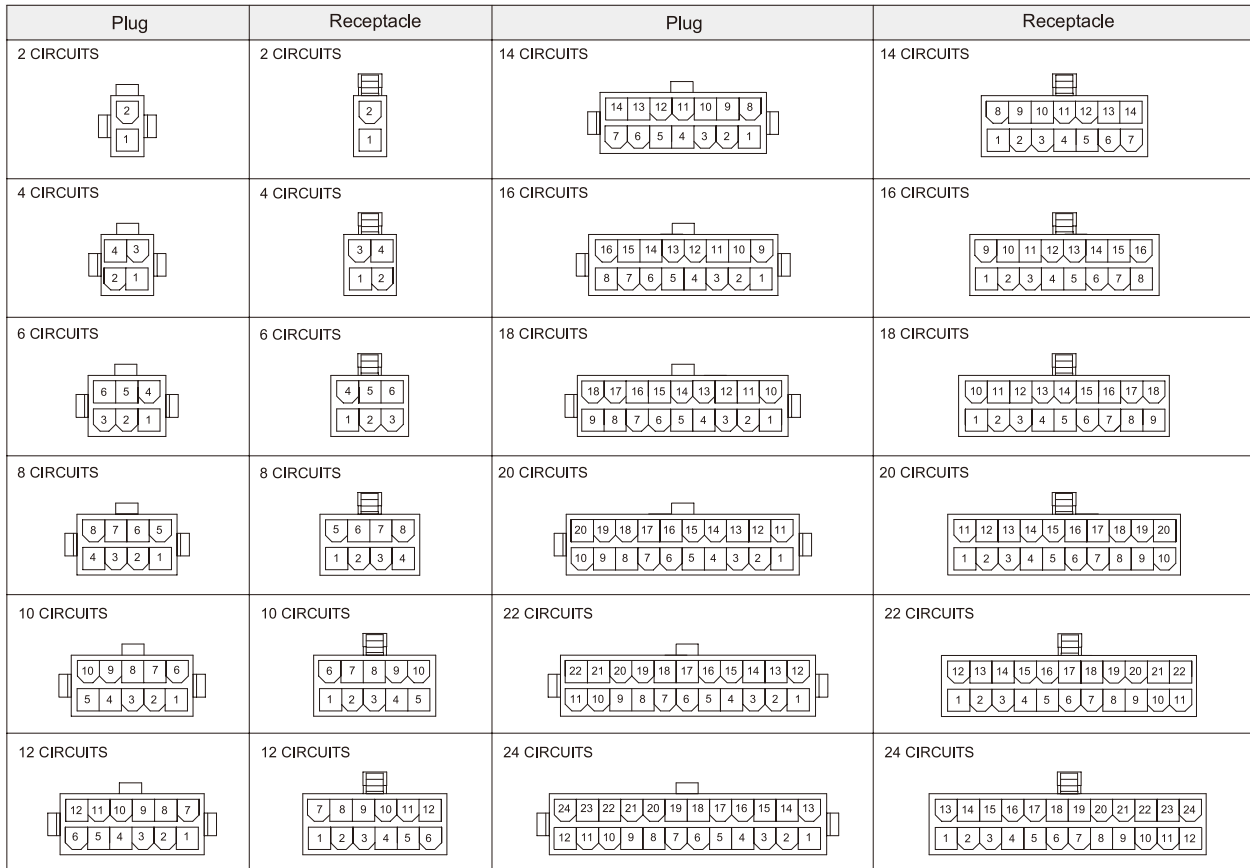 Plug Receptacle Plug Receptacle
2 CIRCUITS 2 CIRCUITS 14 CIRCUITS 14 CIRCUITS
2 2 14 13 12 11 10 9 8 8 9 10 11 12 13 14
1 1 7 6 5 4 3 2 1 1 2 3 4 5 6 7
4 CIRCUITS 4 CIRCUITS 16 CIRCUITS 16 CIRCUITS
4 3 3 4 16 15 14 13 12 11 10 9 9 10 11 12 13 14 15 16
2 1 1 2 8 7 6 5 4 3 2 1 1 2 3 4 5 6 7 8
6 CIRCUITS 6 CIRCUITS 18 CIRCUITS 18 CIRCUITS
6 5 4 4 5 6 18 17 16 15 14 13 12 11 10 10 11 12 13 14 15 16 17 18
3 2 1 1 2 3 9 8 7 6 5 4 3 2 1 1 2 3 4 5 6 7 8 9
8 CIRCUITS 8 CIRCUITS 20 CIRCUITS 20 CIRCUITS
8 7 6 5 5 6 7 8 20 19 18 17 16 15 14 13 12 11 11 12 13 14 15 16 17 18 19 20
4 3 2 1 1 2 3 4 10 9 8 7 6 5 4 3 2 1 1 2 3 4 5 6 7 8 9 10
10 CIRCUITS 10 CIRCUITS 22 CIRCUITS 22 CIRCUITS
10 9 8 7 6 6 7 8 9 10 22 21 20 19 18 17 16 15 14 13 12 12 13 14 15 16 17 18 19 20 21 22
5 4 3 2 1 1 2 3 4 5 11 10 9 8 7 6 5 4 3 2 1 1 2 3 4 5 6 7 8 9 10 11
12 CIRCUITS 12 CIRCUITS 24 CIRCUITS 24 CIRCUITS
12 11 10 9 8 7 7 8 9 10 11 12 24 23 22 21 20 19 18 17 16 15 14 13 13 14 15 16 17 18 19 20 21 22 23 24
6 5 4 3 2 1 1 2 3 4 5 6 12 11 10 9 8 7 6 5 4 3 2 1 1 2 3 4 5 6 7 8 9 10 11 12